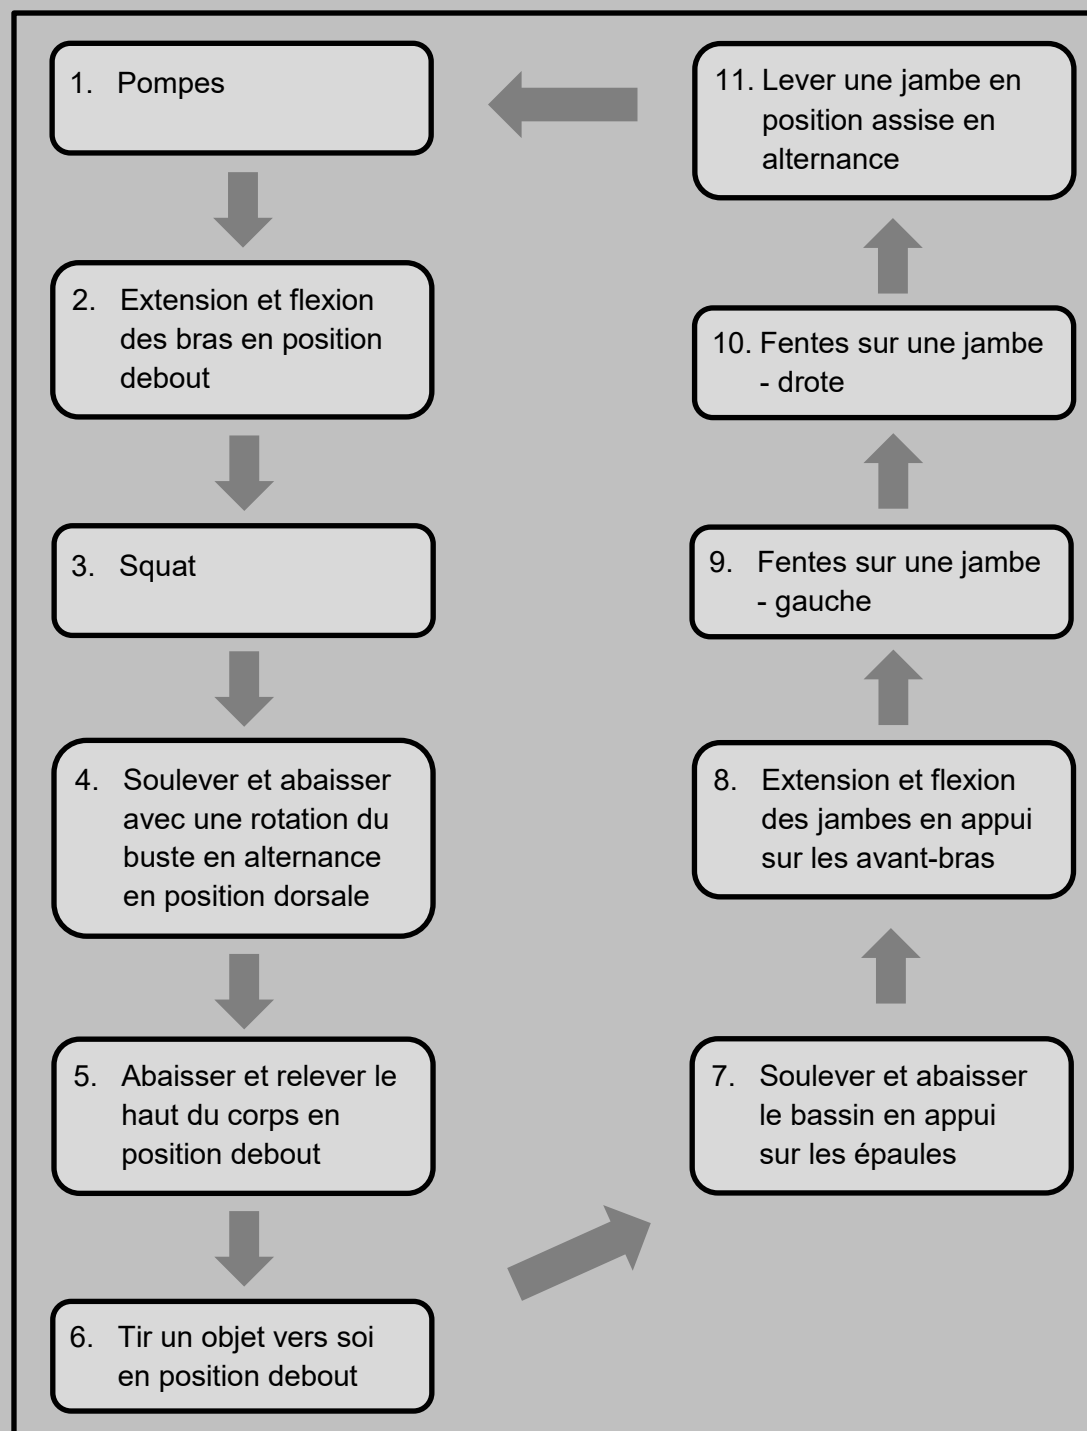 1. Pompes
2. Extension et flexion
des bras en position
debout
3. Squat
4. Soulever et abaisser
avec une rotation du
buste en alternance
en position dorsale
5. Abaisser et relever le
haut du corps en
position debout
6. Tir un objet vers soi
en position debout
7. Soulever et abaisser
le bassin en appui
sur les épaules
8. Extension et flexion
des jambes en appui
sur les avant-bras
9. Fentes sur une jambe
- gauche
10. Fentes sur une jambe
- drote
11. Lever une jambe en
position assise en
alternance